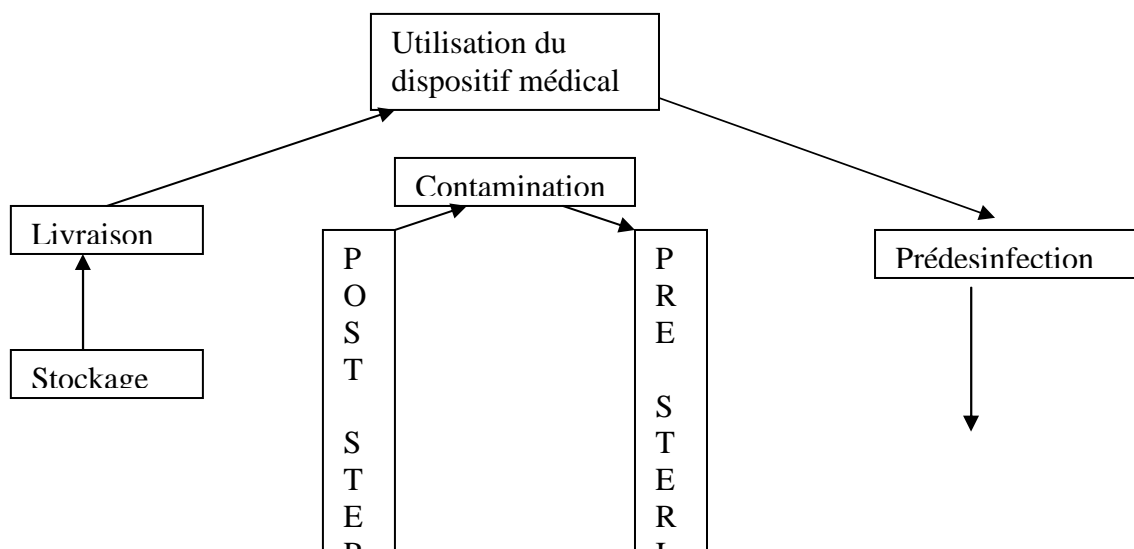 Utilisation du
dispositif médical
Contamination
Livraison
Prédesinfection
Stockage
P
O
S
T
S
T
E
R
P
R
E
S
T
E
R
I